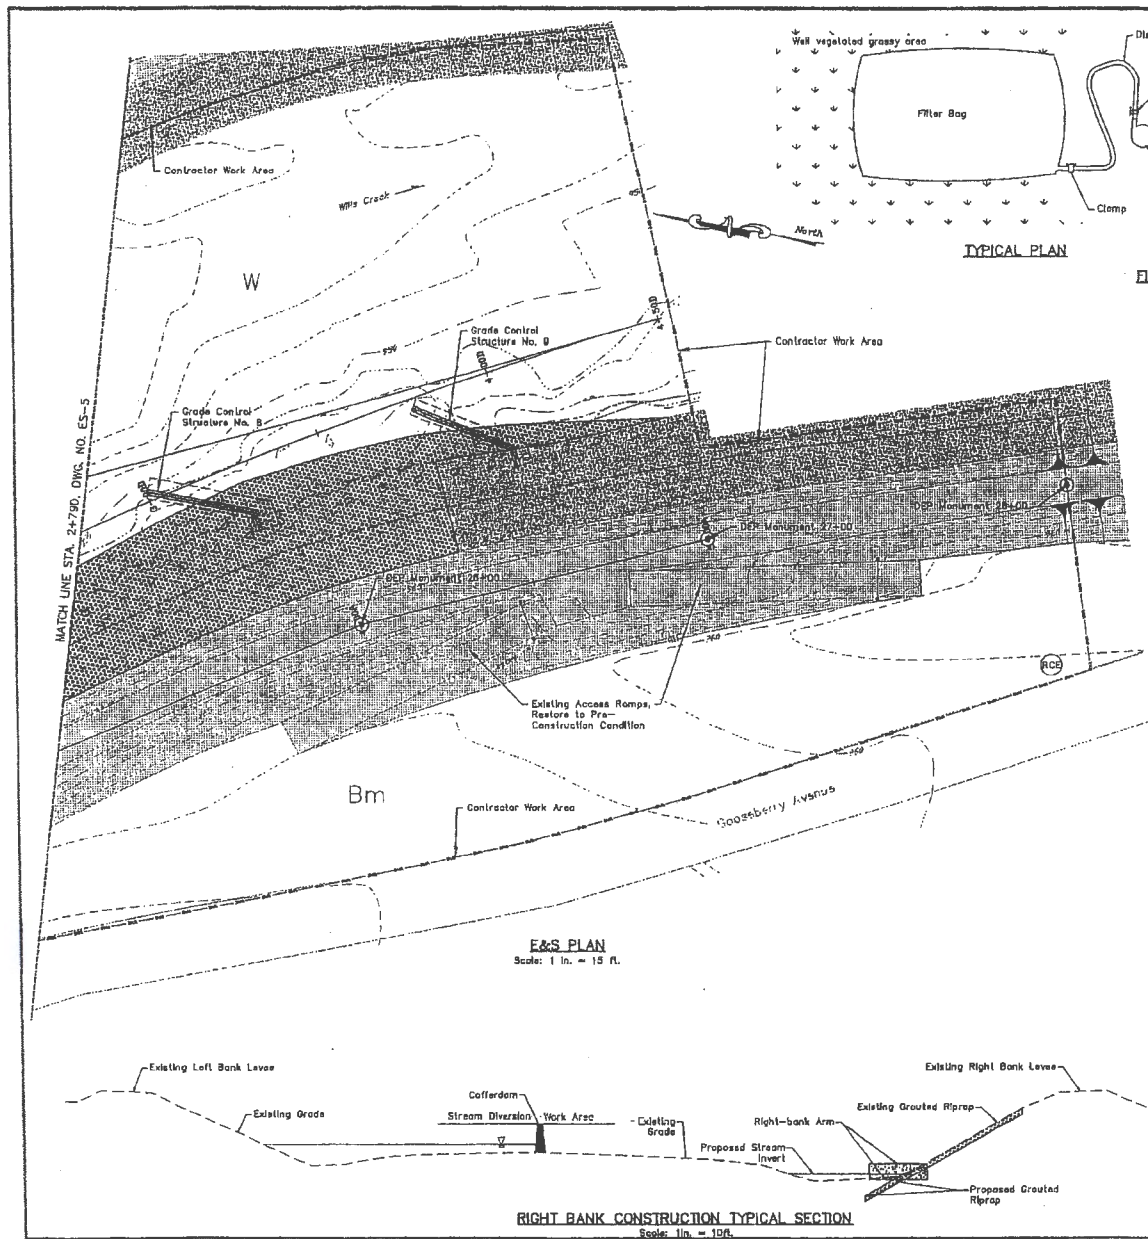 Well vegetated grassy area
Filter Bag
Clamp
TYPICAL PLAN
Contractor Work Area
Wills Creek
North
W
Grade Control
Structure No. 9
954
Contractor Work Area
Grade Control
Structure No. 8
MATCH LINE STA. 2+790, DWG. NO. ES-5
DEP Monument 28+00
DEP Monument 27+00
DEP Monument 26+00
960
RCE
Existing Access Ramps,
Restore to Pre-
Construction Condition
960
Bm
Contractor Work Area
Gooseberry Avenue
E&S PLAN
Scale: 1 in. = 15 ft.
Existing Left Bank Levee
Existing Right Bank Levee
Cofferdam
Existing Grade
Stream Diversion
Work Area
Existing
Grade
Existing Grouted Riprap
Right-bank Arm
Proposed Stream
Invert
Proposed Grouted
Riprap
RIGHT BANK CONSTRUCTION TYPICAL SECTION
Scale: 1in. = 10ft.